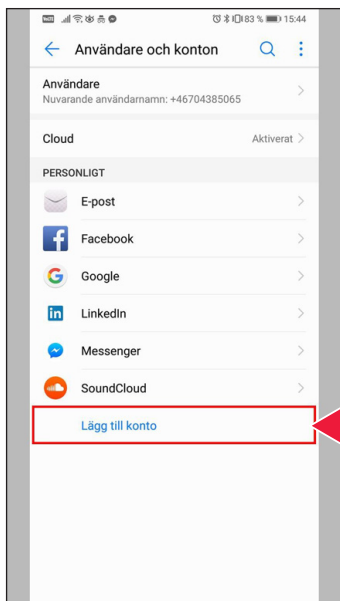 83 % 15:44
Användare och konton
Användare
Nuvarande användarnamn: +46704385065
Cloud Aktiverat
PERSONLIGT
E-post
Facebook
Google
in LinkedIn
Messenger
SoundCloud
Lägg till konto